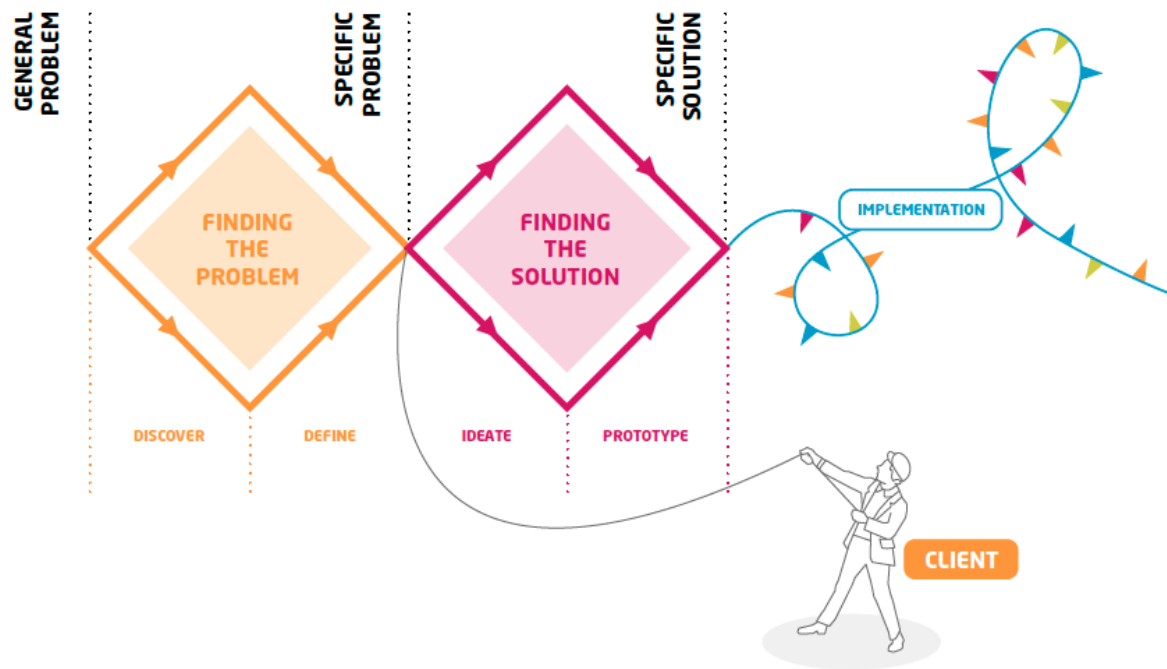 GENERAL
PROBLEM
SPECIFIC
PROBLEM
SPECIFIC
SOLUTION
FINDING
THE
PROBLEM
FINDING
THE
SOLUTION
IMPLEMENTATION
DISCOVER
DEFINE
IDEATE
PROTOTYPE
CLIENT